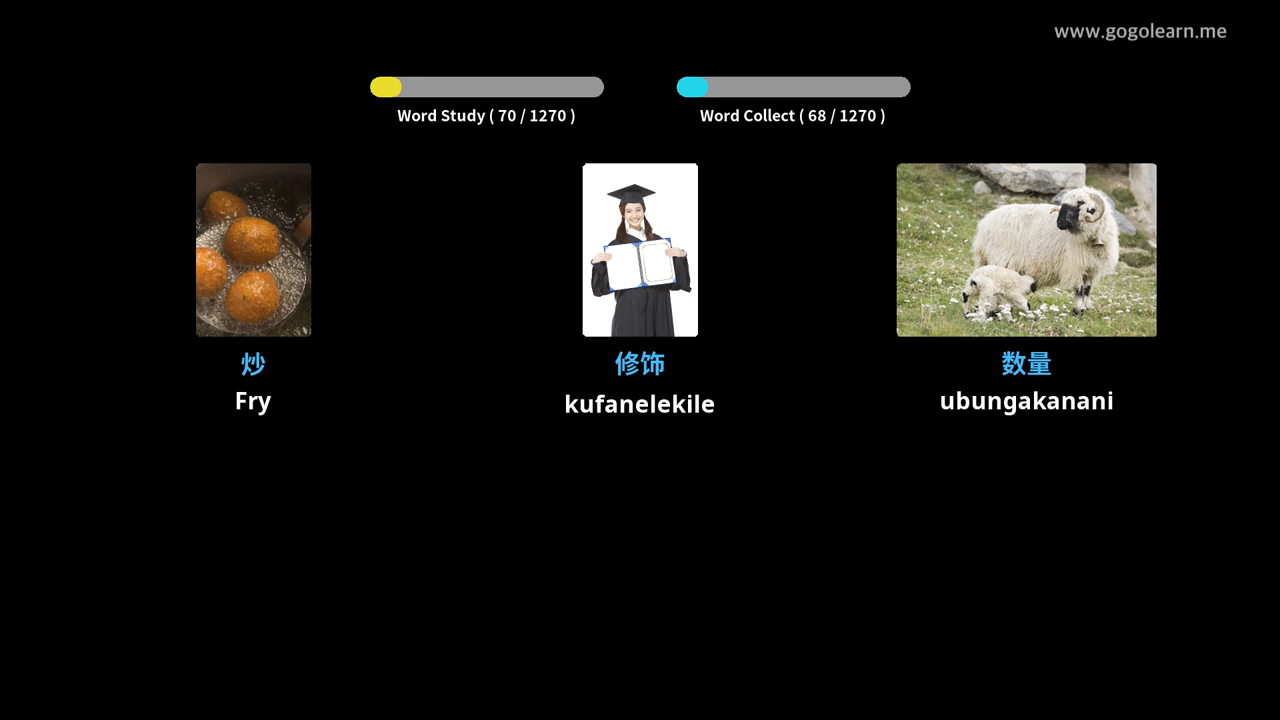 www.gogolearn.me
Word Study ( 70 / 1270 )
Word Collect ( 68 / 1270 )
炒
Fry
修饰
kufanelekile
数量
ubungakanani